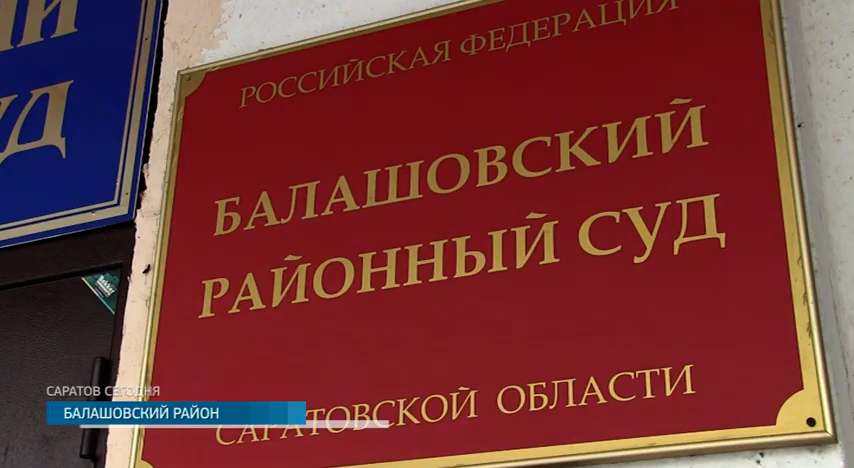 РОССИЙСКАЯ ФЕДЕРАЦИЯ
БАЛАШОВСКИЙ
РАЙОННЫЙ СУД
САРАТОВСКОЙ ОБЛАСТИ
САРАТОВ СЕГОДНЯ
БАЛАШОВСКИЙ РАЙОН